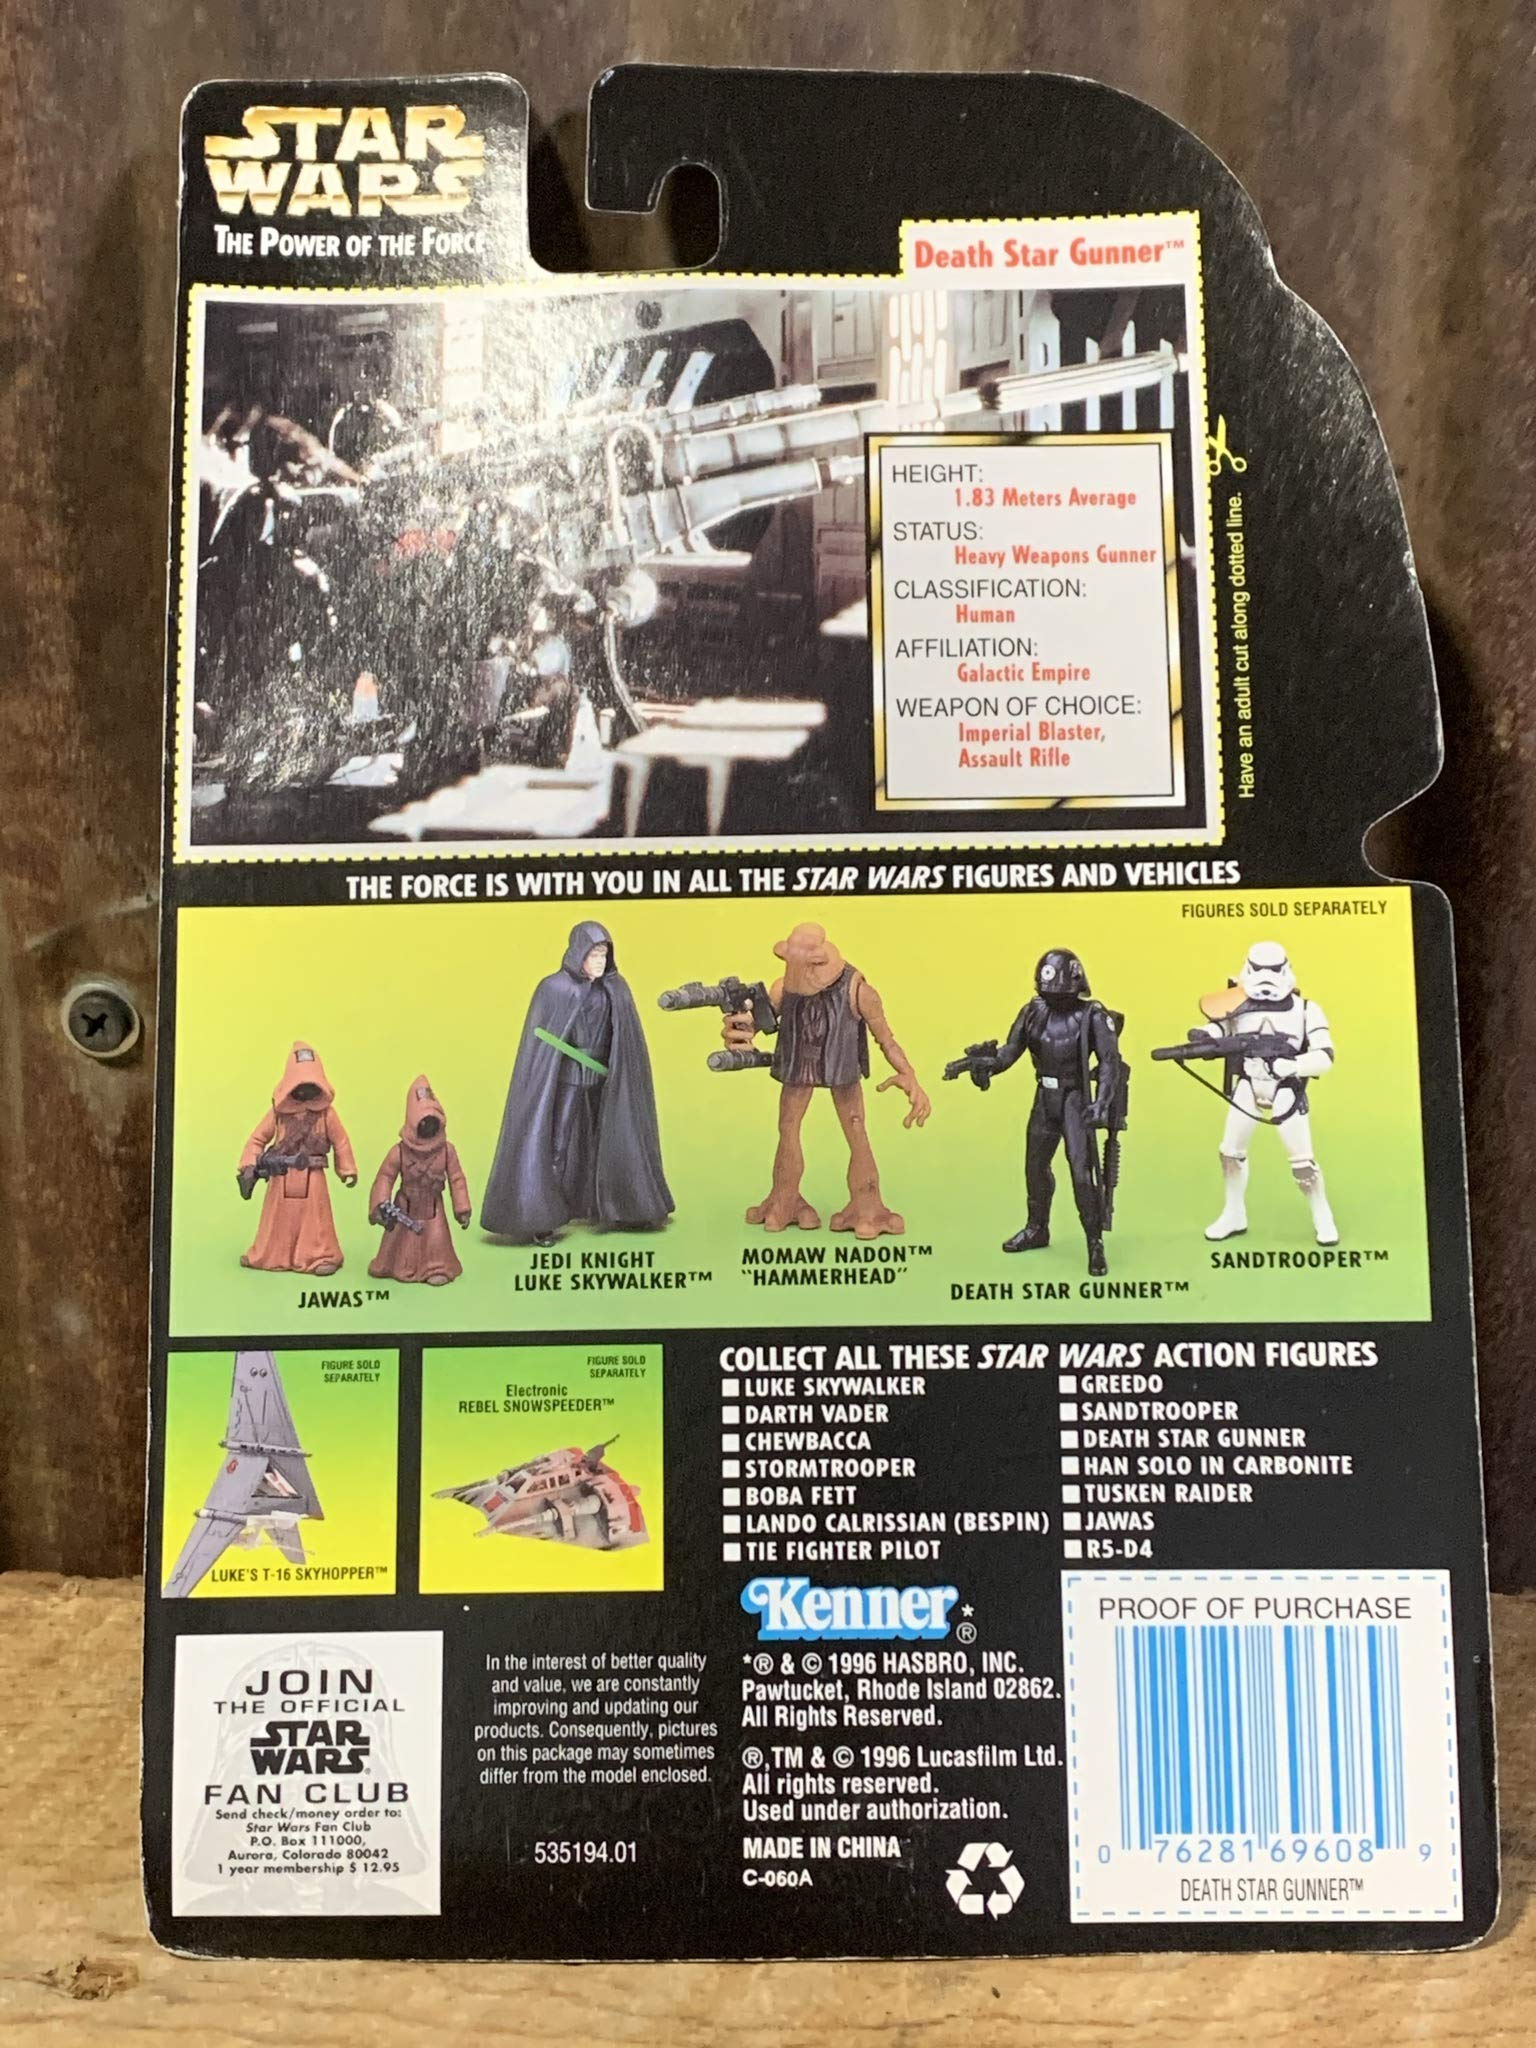 STAR
WARS
THE POWER OF THE FORCE
Death Star Gunner™
HEIGHT:
1.83 Meters Average
STATUS:
Heavy Weapons Gunner
CLASSIFICATION:
Human
AFFILIATION:
Galactic Empire
WEAPON OF CHOICE:
Imperial Blaster,
Assault Rifle
Have an adult cut along dotted line.
THE FORCE IS WITH YOU IN ALL THE STAR WARS FIGURES AND VEHICLES
FIGURES SOLD SEPARATELY
JAWAS™
JEDI KNIGHT
LUKE SKYWALKER™
MOMAW NADON™
"HAMMERHEAD"
DEATH STAR GUNNER™
SANDTROOPER™
FIGURE SOLD
SEPARATELY
LUKE'S T-16 SKYHOPPER™
FIGURE SOLD
SEPARATELY
Electronic
REBEL SNOWSPEEDER™
COLLECT ALL THESE STAR WARS ACTION FIGURES
LUKE SKYWALKER
DARTH VADER
CHEWBACCA
STORMTROOPER
BOBA FETT
LANDO CALRISSIAN (BESPIN)
TIE FIGHTER PILOT
GREEDO
SANDTROOPER
DEATH STAR GUNNER
HAN SOLO IN CARBONITE
TUSKEN RAIDER
JAWAS
R5-D4
JOIN
THE OFFICIAL
STAR
WARS®
FAN CLUB
Send check/money order to:
Star Wars Fan Club
P.O. Box 111000,
Aurora, Colorado 80042
1 year membership $ 12.95
In the interest of better quality
and value, we are constantly
improving and updating our
products. Consequently, pictures
on this package may sometimes
differ from the model enclosed.
535194.01
Kenner*®
*® & © 1996 HASBRO, INC.
Pawtucket, Rhode Island 02862.
All Rights Reserved.
®,TM & © 1996 Lucasfilm Ltd.
All rights reserved.
Used under authorization.
MADE IN CHINA
C-060A
PROOF OF PURCHASE
0 76281 69608 9
DEATH STAR GUNNER™